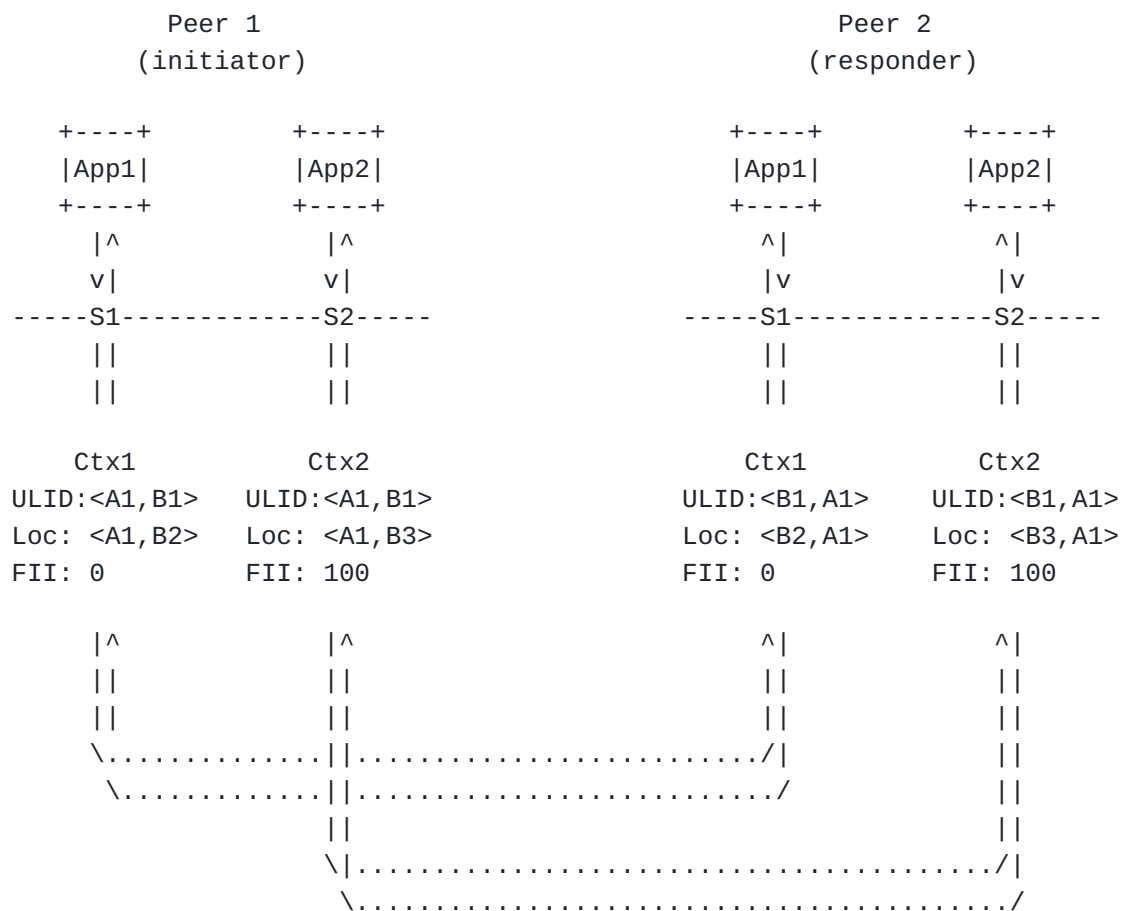 Peer 1                                     Peer 2
(initiator)                                (responder)
+----+         +----+                      +----+         +----+
|App1|         |App2|                      |App1|         |App2|
+----+         +----+                      +----+         +----+
|^             |^                          ^|             ^|
v|             v|                          |v             |v
-----S1-------------S2-----                -----S1-------------S2-----
||             ||                          ||             ||
||             ||                          ||             ||
Ctx1           Ctx2                        Ctx1           Ctx2
ULID:<A1,B1>   ULID:<A1,B1>                ULID:<B1,A1>    ULID:<B1,A1>
Loc: <A1,B2>   Loc: <A1,B3>                Loc: <B2,A1>    Loc: <B3,A1>
FII: 0         FII: 100                    FII: 0          FII: 100
|^             |^                          ^|             ^|
||             ||                          ||             ||
||             ||                          ||             ||
\..............||........................../|             ||
\.............||.........................../              ||
||                                         ||
\|........................................./|
\........................................../